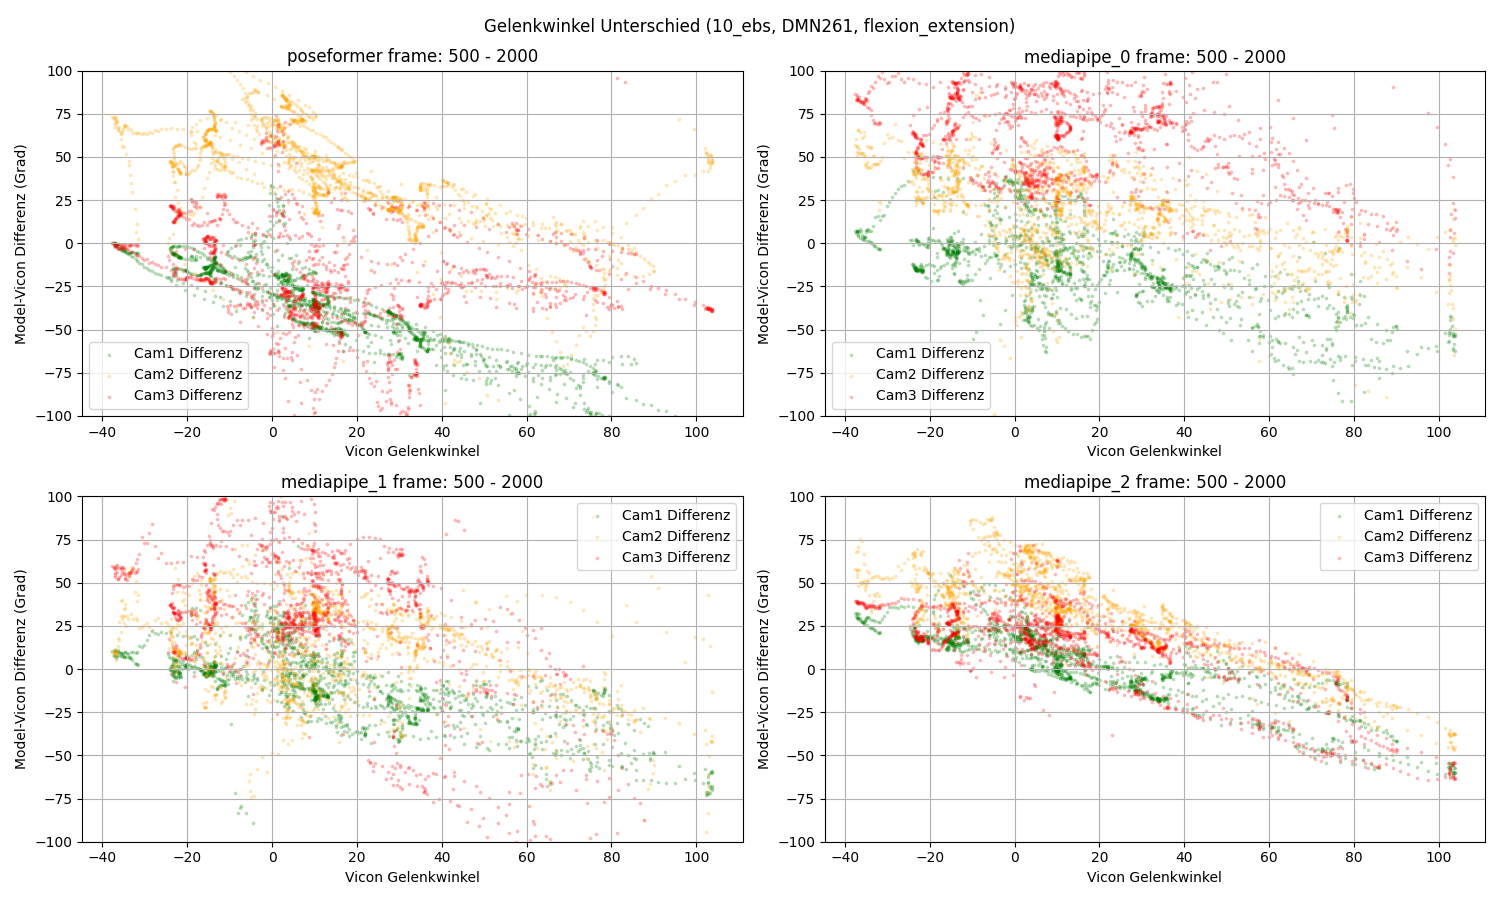 Gelenkwinkel Unterschied (10_ebs, DMN261, flexion_extension)
poseformer frame: 500 - 2000
100
75
50
25
0
−25
−50
−75
−100
Model-Vicon Differenz (Grad)
Cam1 Differenz
Cam2 Differenz
Cam3 Differenz
−40
−20
0
20
40
60
80
100
Vicon Gelenkwinkel
mediapipe_0 frame: 500 - 2000
100
75
50
25
0
−25
−50
−75
−100
Model-Vicon Differenz (Grad)
Cam1 Differenz
Cam2 Differenz
Cam3 Differenz
−40
−20
0
20
40
60
80
100
Vicon Gelenkwinkel
mediapipe_1 frame: 500 - 2000
100
75
50
25
0
−25
−50
−75
−100
Model-Vicon Differenz (Grad)
Cam1 Differenz
Cam2 Differenz
Cam3 Differenz
−40
−20
0
20
40
60
80
100
Vicon Gelenkwinkel
mediapipe_2 frame: 500 - 2000
100
75
50
25
0
−25
−50
−75
−100
Model-Vicon Differenz (Grad)
Cam1 Differenz
Cam2 Differenz
Cam3 Differenz
−40
−20
0
20
40
60
80
100
Vicon Gelenkwinkel